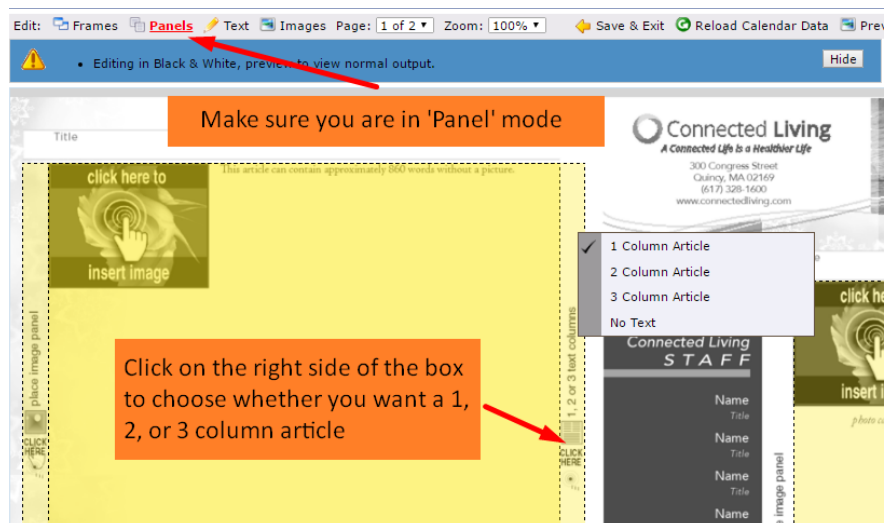 Edit: Frames Panels Text Images Page: 1 of 2 Zoom: 100% Save & Exit Reload Calendar Data
Editing in Black & White, preview to view normal output.
Hide
Make sure you are in 'Panel' mode
Title
click here to
insert image
This article can contain approximately 860 words without a picture.
place image panel
CLICK
HERE
1, 2 or 3 text columns
CLICK
HERE
Click on the right side of the box
to choose whether you want a 1,
2, or 3 column article
Connected Living
A Connected Life is a Healthier Life
300 Congress Street
Quincy, MA 02169
(617) 328-1600
www.connectedliving.com
1 Column Article
2 Column Article
3 Column Article
No Text
Connected Living
STAFF
Name
Title
Name
Title
Name
Title
Name
image panel
click
insert
photo